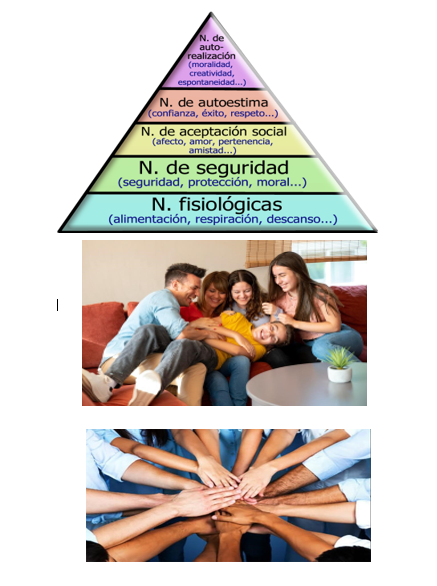 N. de
auto-
realización
(moralidad,
creatividad,
espontaneidad...)
N. de autoestima
(confianza, éxito, respeto...)
N. de aceptación social
(afecto, amor, pertenencia,
amistad...)
N. de seguridad
(seguridad, protección, moral...)
N. fisiológicas
(alimentación, respiración, descanso...)